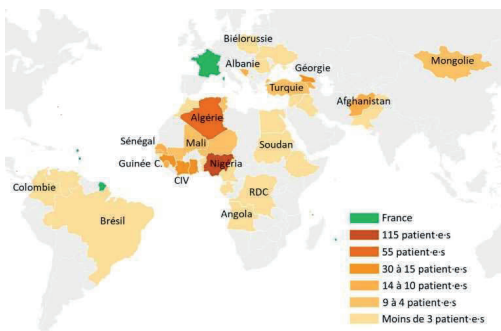 Biélorussie
Albanie
Géorgie
Mongolie
Turquie
Afghanistan
Algérie
Sénégal
Mali
Soudan
Guinée C.
Nigéria
CIV
Colombie
RDC
Brésil
Angola
France
115 patient·e·s
55 patient·e·s
30 à 15 patient·e·s
14 à 10 patient·e·s
9 à 4 patient·e·s
Moins de 3 patient·e·s